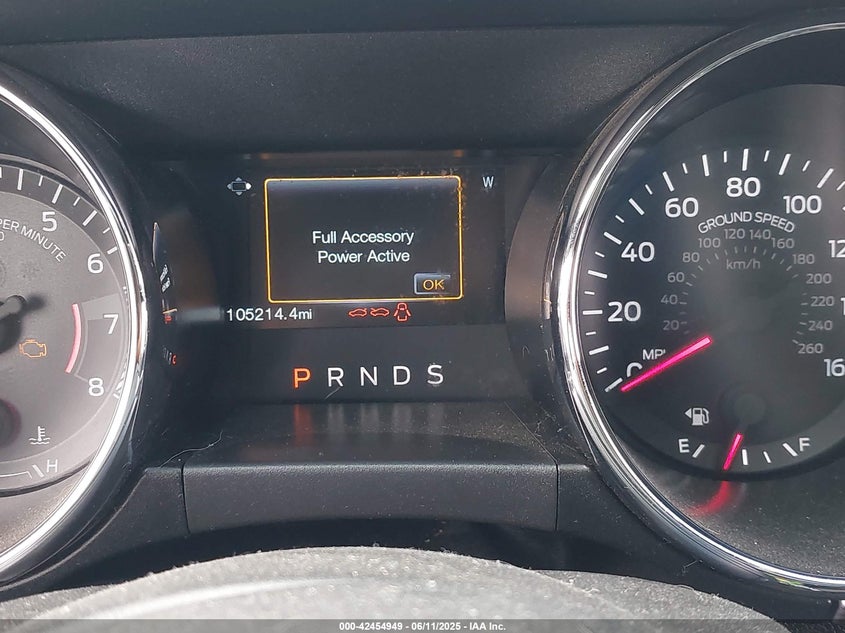 5
PER MINUTE
6
7
8
H
W
Full Accessory
Power Active
OK
105214.4mi
P R N D S
20
40
60
80
100
GROUND SPEED
20
40
60
80
100
120
140
160
180
200
220
240
260
km/h
E
F
000-42454949 - 06/11/2025 - IAA Inc.